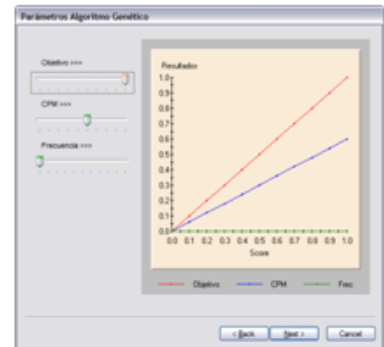 Parámetros Algoritmo Genético
Objetivo >>>
CPM >>>
Frecuencia >>>
Resultados
1.0
0.9
0.8
0.7
0.6
0.5
0.4
0.3
0.2
0.1
0.0
0.0 0.1 0.2 0.3 0.4 0.5 0.6 0.7 0.8 0.9 1.0
Score
Objetivo CPM Frec
< Back Next > Cancel